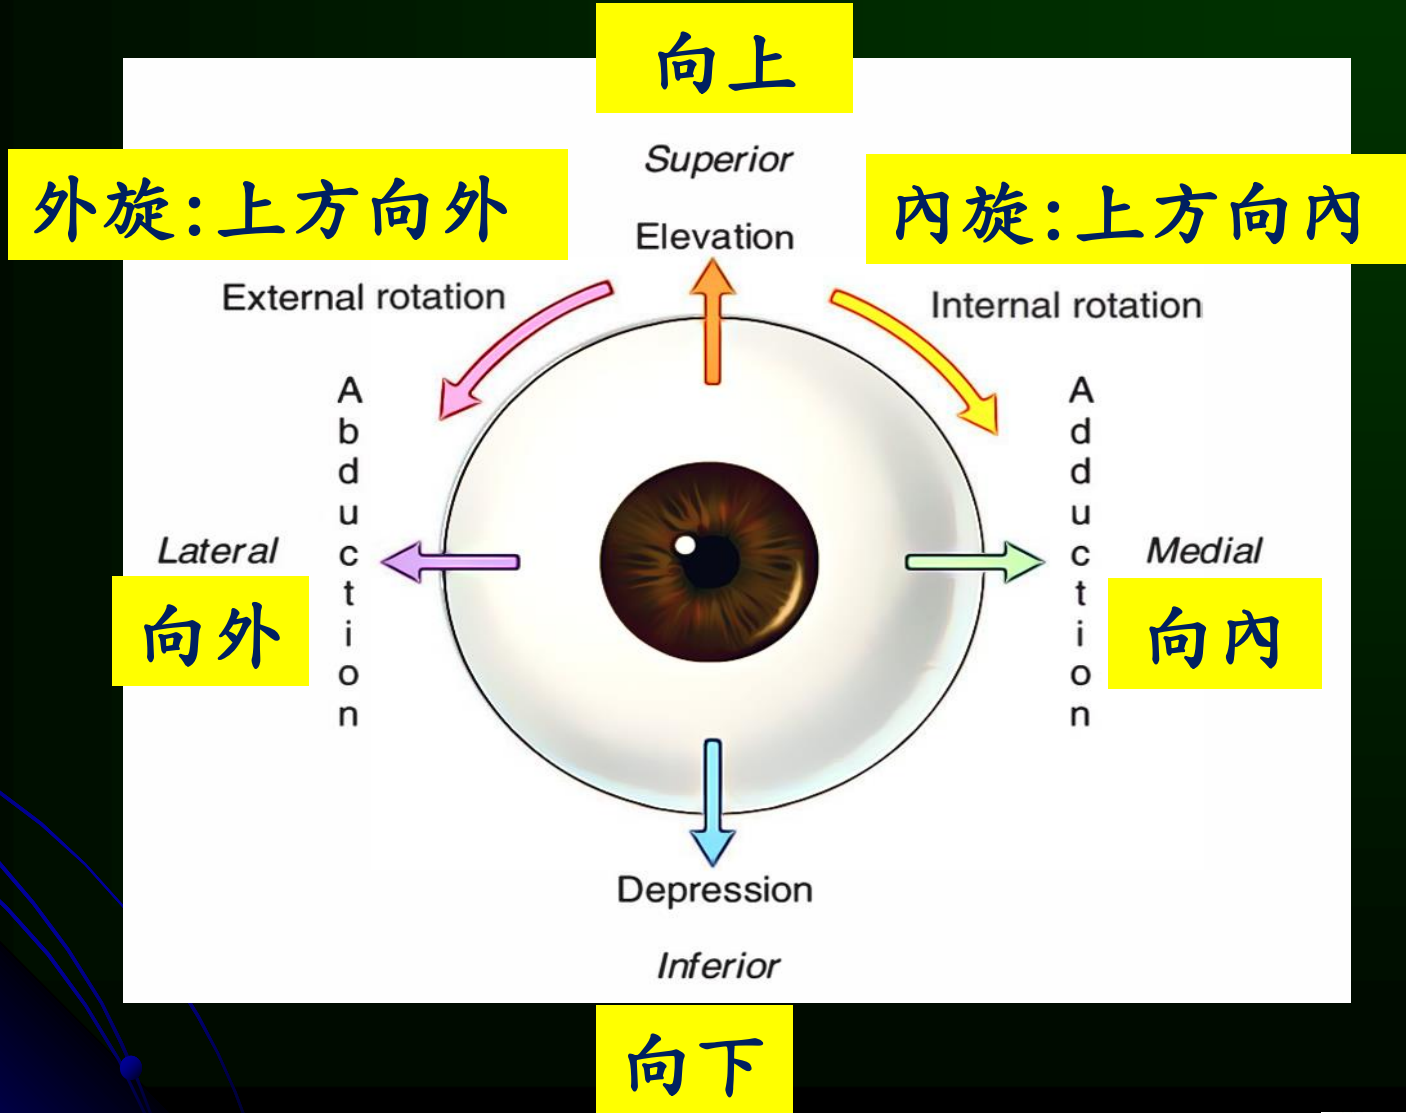 向上
Superior
外旋:上方向外
內旋:上方向內
Elevation
External rotation
Internal rotation
Abduction
Adduction
Lateral
Medial
向外
向內
Depression
Inferior
向下